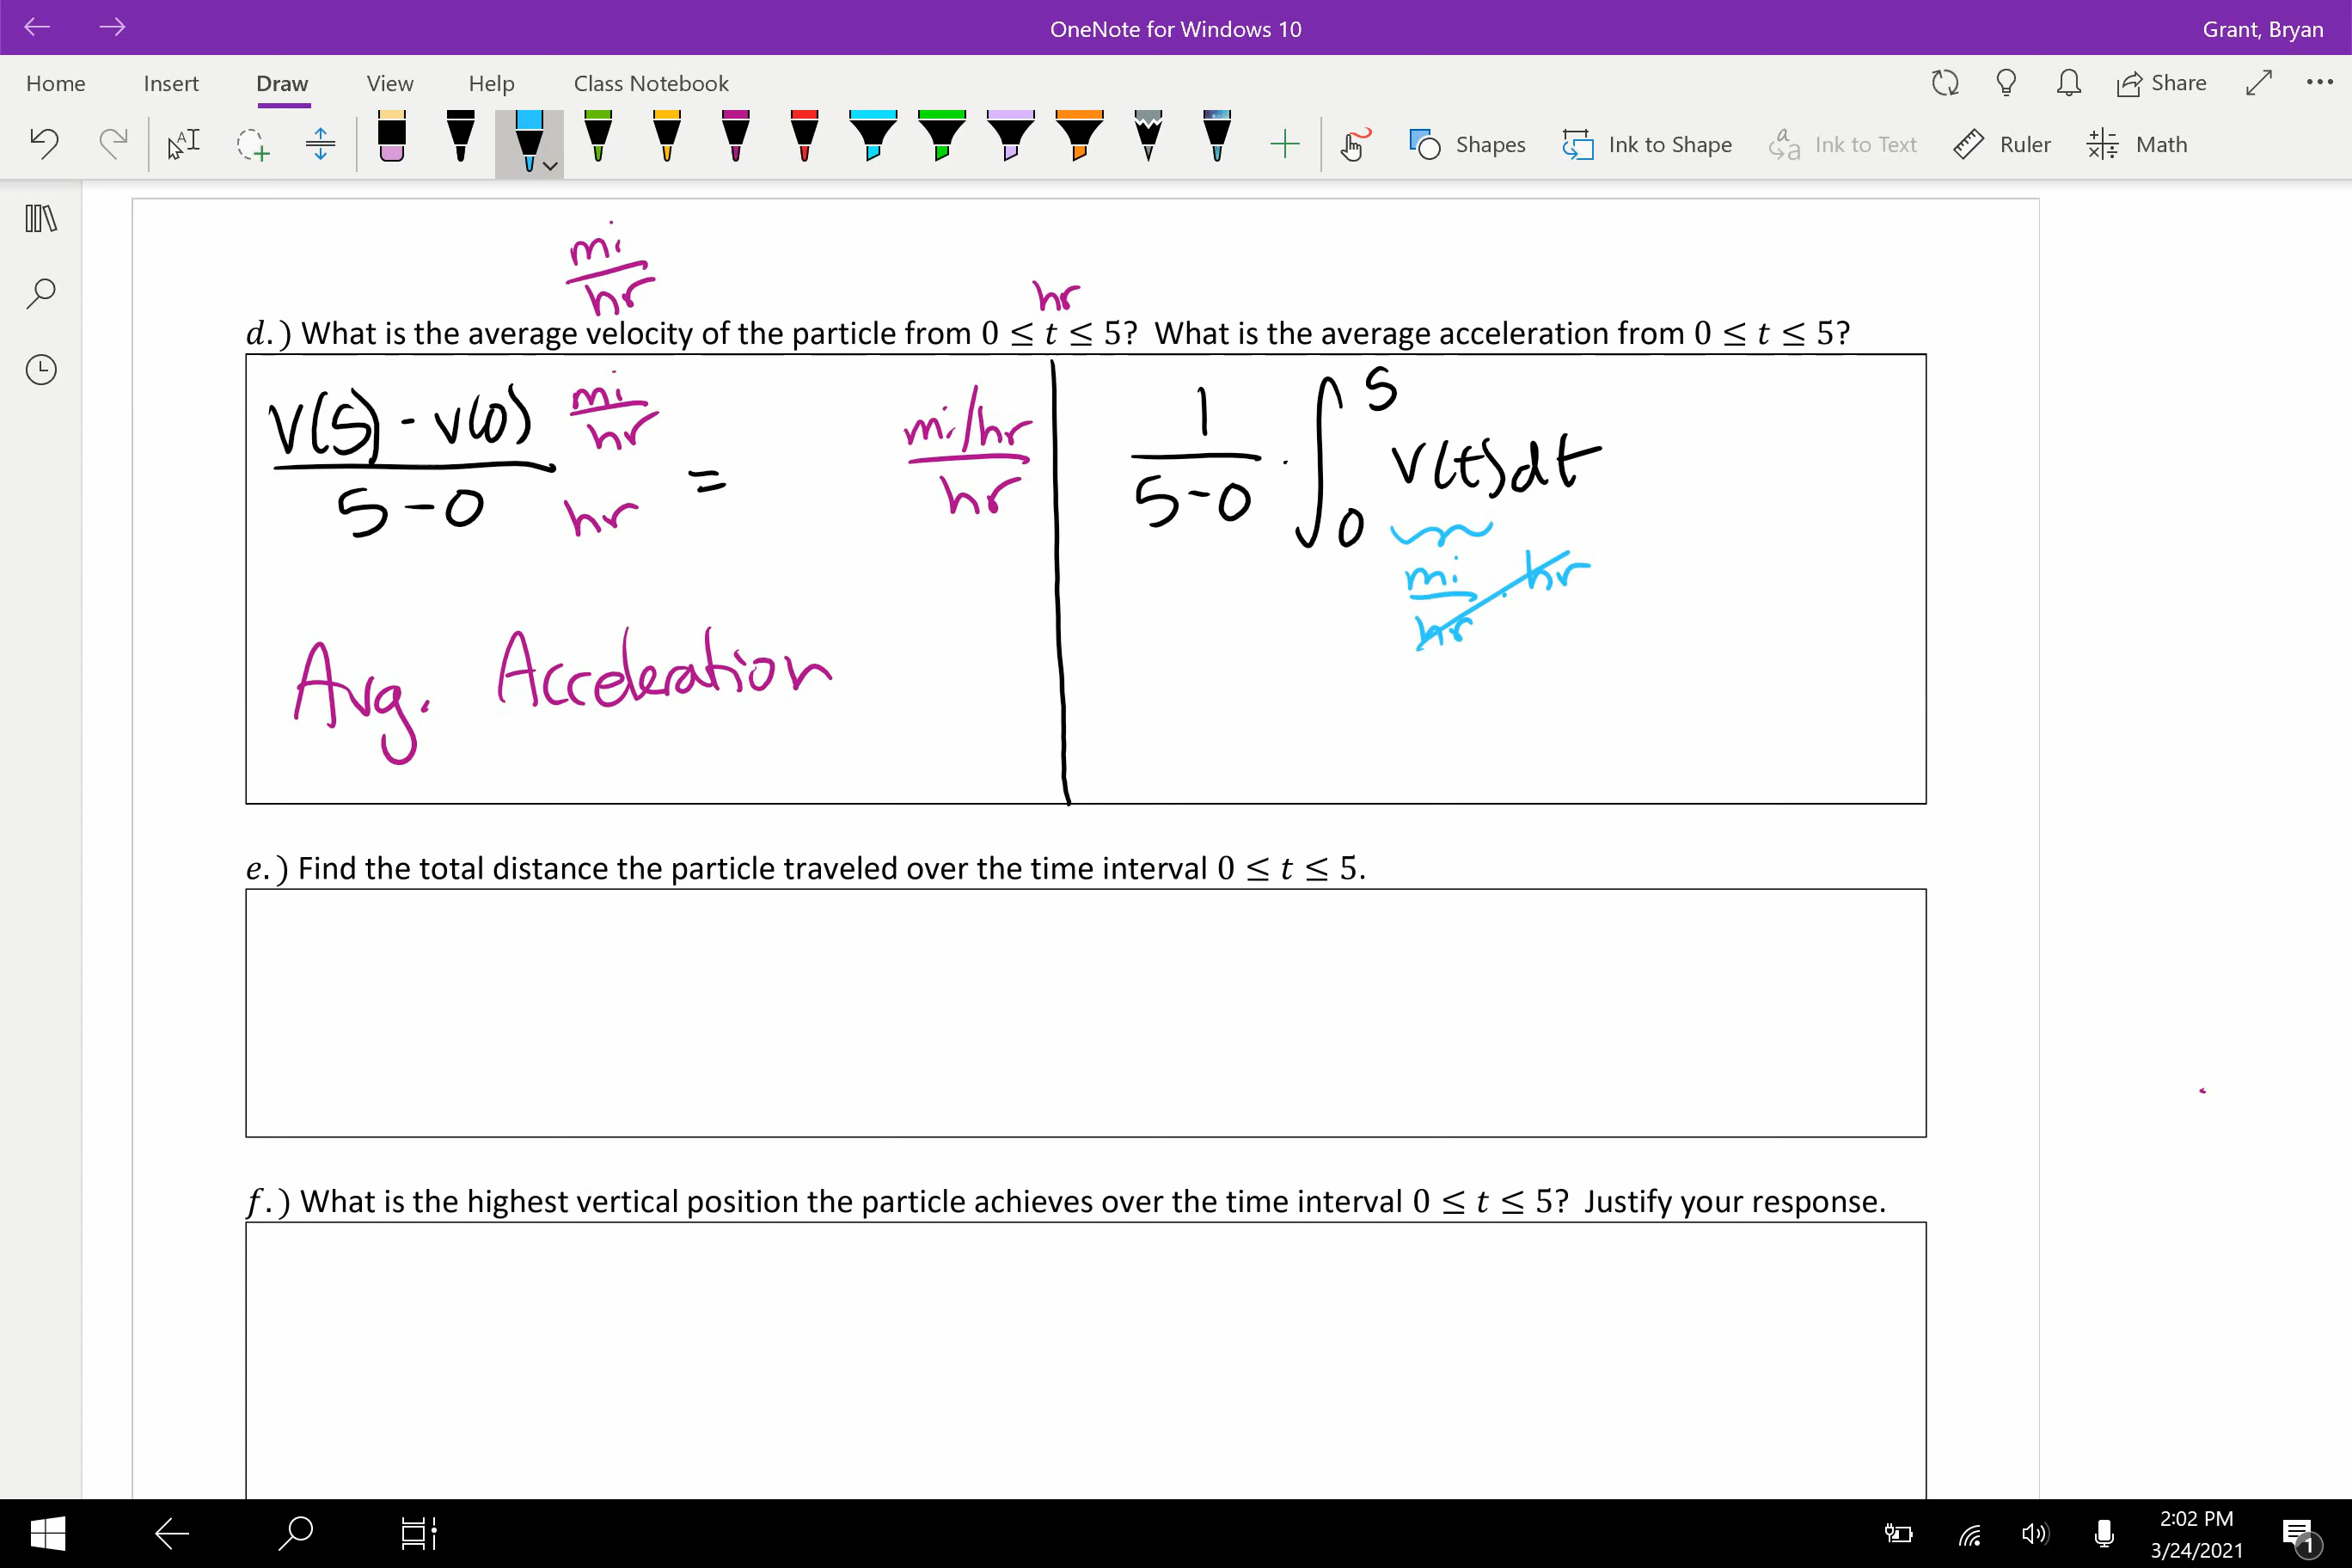 OneNote for Windows 10
Grant, Bryan
Home Insert Draw View Help Class Notebook
Share
Shapes Ink to Shape Ink to Text Ruler Math
mi
hr
hr
d.) What is the average velocity of the particle from 0 ≤ t ≤ 5? What is the average acceleration from 0 ≤ t ≤ 5?
v(5) - v(0)
5 - 0
mi
hr
hr
=
mi/hr
hr
Avg. Acceleration
1
5-0
· ∫
5
0
v(t)dt
mi
hr
· hr
e.) Find the total distance the particle traveled over the time interval 0 ≤ t ≤ 5.
f.) What is the highest vertical position the particle achieves over the time interval 0 ≤ t ≤ 5? Justify your response.
2:02 PM
3/24/2021
1